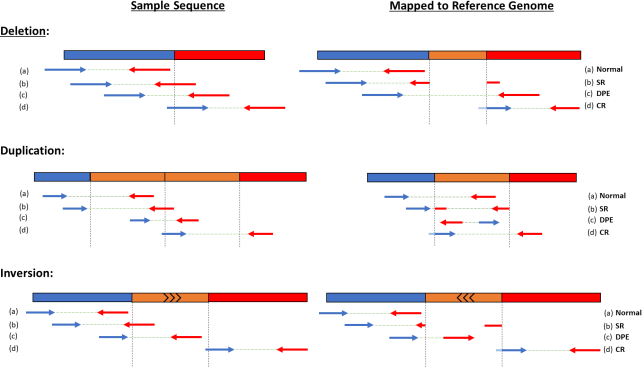 Sample Sequence
Mapped to Reference Genome
Deletion:
(a)
(b)
(c)
(d)
(a) Normal
(b) SR
(c) DPE
(d) CR
Duplication:
(a)
(b)
(c)
(d)
(a) Normal
(b) SR
(c) DPE
(d) CR
Inversion:
(a)
(b)
(c)
(d)
(a) Normal
(b) SR
(c) DPE
(d) CR